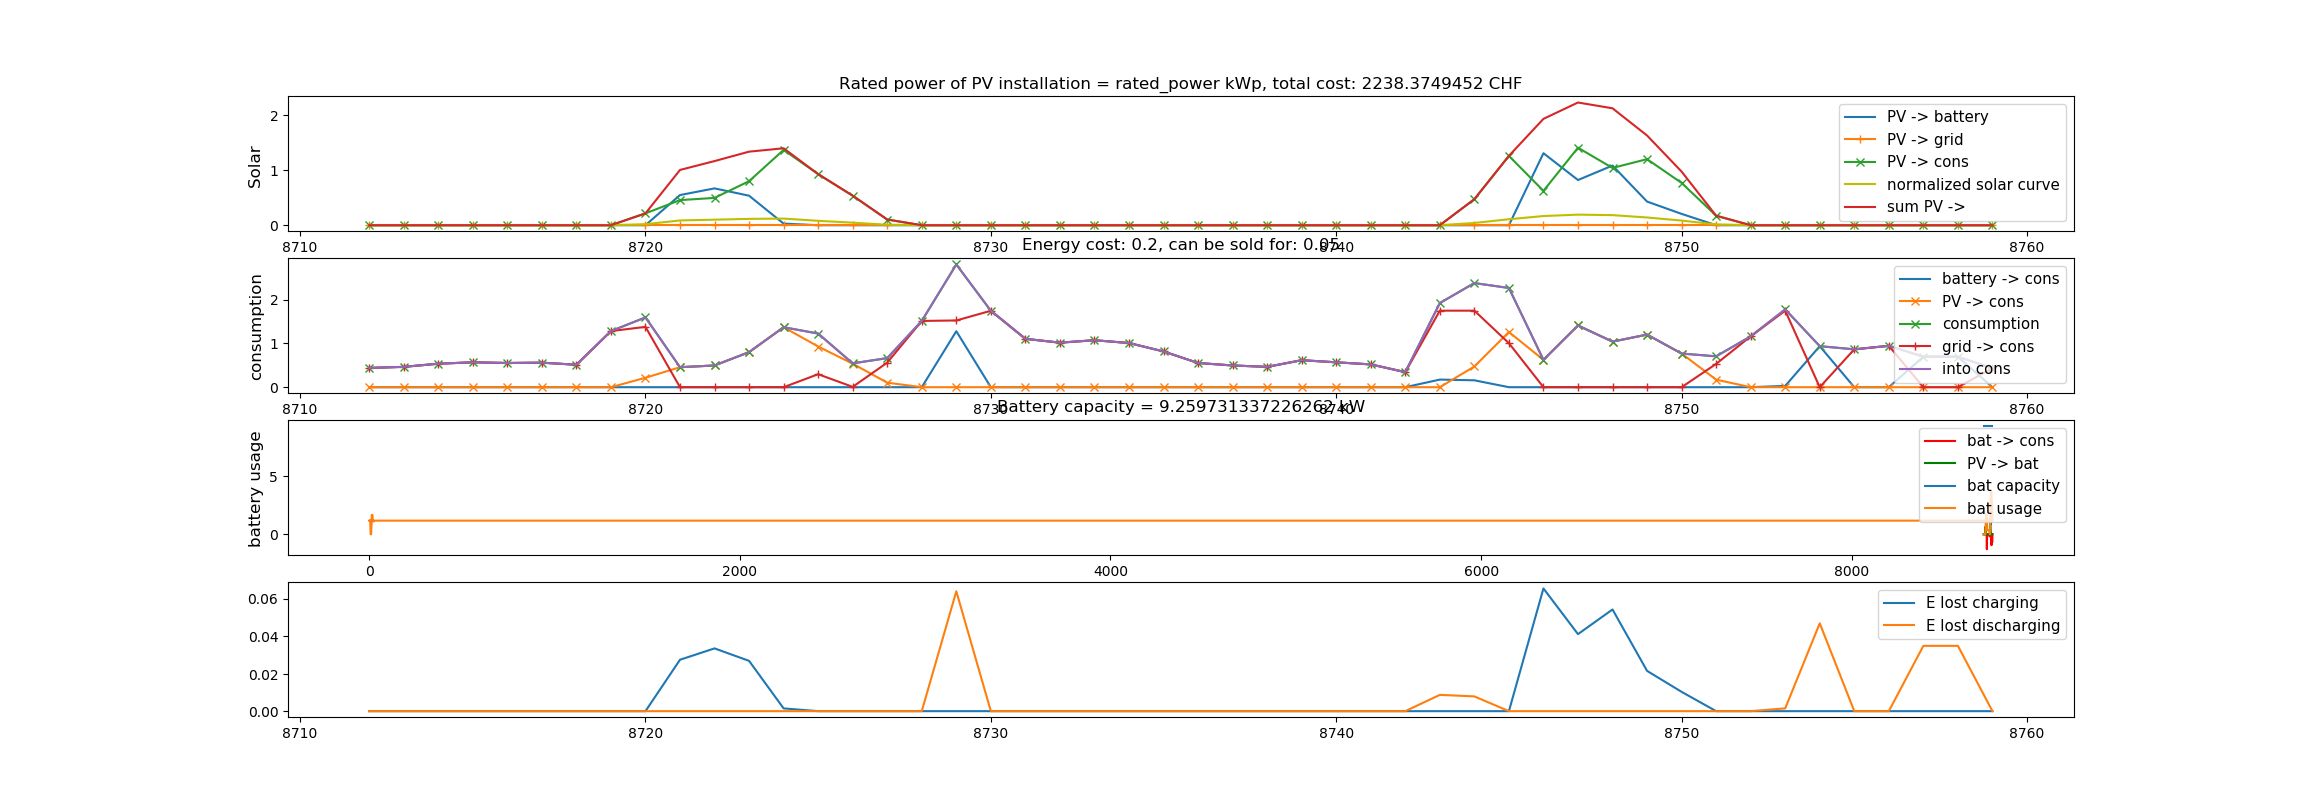 Rated power of PV installation = rated_power kWp, total cost: 2238.3749452 CHF
Solar
2
1
0
PV -> battery
PV -> grid
PV -> cons
normalized solar curve
sum PV ->
8710 8720 8730 8740 8750 8760
Energy cost: 0.2, can be sold for: 0.05
consumption
2
1
0
battery -> cons
PV -> cons
consumption
grid -> cons
into cons
8710 8720 8730 8740 8750 8760
Battery capacity = 9.259731337226262 kW
battery usage
5
0
bat -> cons
PV -> bat
bat capacity
bat usage
0 2000 4000 6000 8000
0.06
0.04
0.02
0.00
E lost charging
E lost discharging
8710 8720 8730 8740 8750 8760